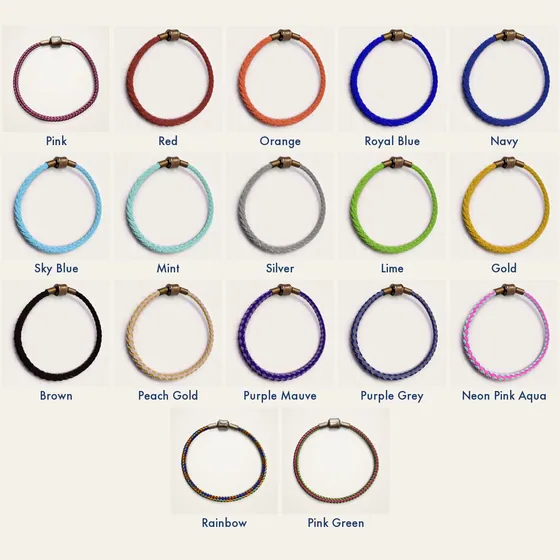 Pink
Red
Orange
Royal Blue
Navy
Sky Blue
Mint
Silver
Lime
Gold
Brown
Peach Gold
Purple Mauve
Purple Grey
Neon Pink Aqua
Rainbow
Pink Green